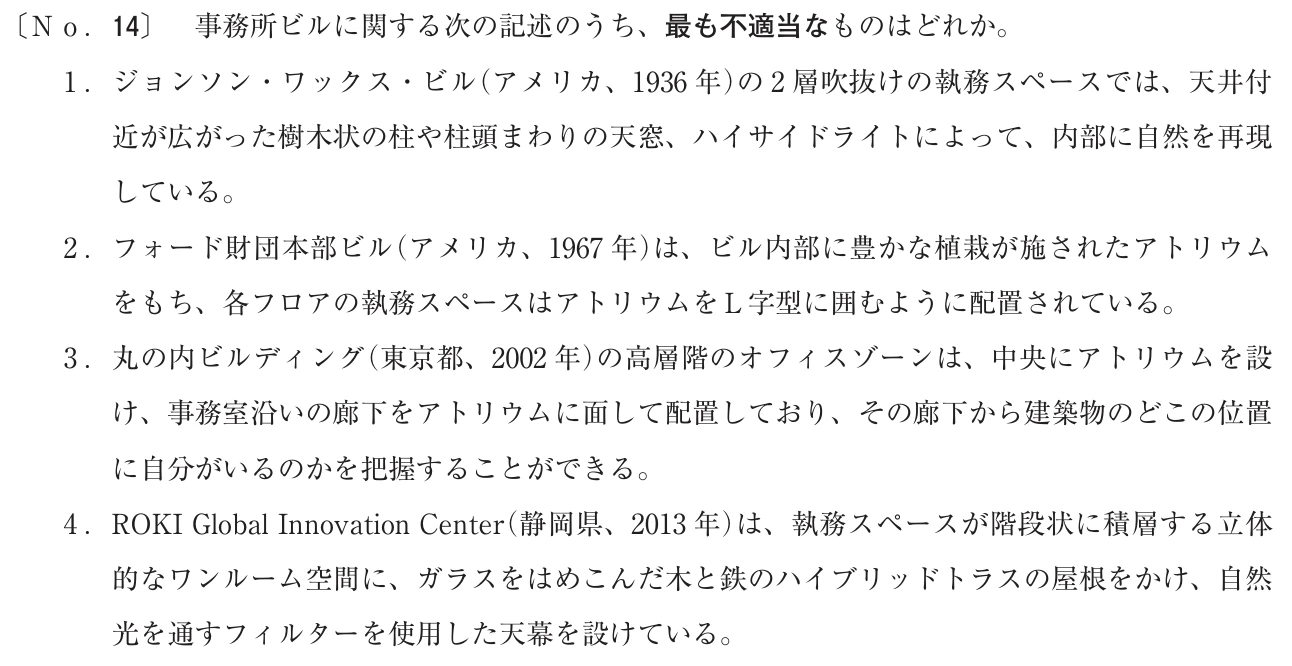 〔Ｎｏ．14〕　事務所ビルに関する次の記述のうち、最も不適当なものはどれか。
1．ジョンソン・ワックス・ビル(アメリカ、1936 年)の 2 層吹抜けの執務スペースでは、天井付
近が広がった樹木状の柱や柱頭まわりの天窓、ハイサイドライトによって、内部に自然を再現
している。
2．フォード財団本部ビル(アメリカ、1967 年)は、ビル内部に豊かな植栽が施されたアトリウム
をもち、各フロアの執務スペースはアトリウムをＬ字型に囲むように配置されている。
3．丸の内ビルディング(東京都、2002 年)の高層階のオフィスゾーンは、中央にアトリウムを設
け、事務室沿いの廊下をアトリウムに面して配置しており、その廊下から建築物のどこの位置
に自分がいるのかを把握することができる。
4．ROKI Global Innovation Center(静岡県、2013 年)は、執務スペースが階段状に積層する立体
的なワンルーム空間に、ガラスをはめこんだ木と鉄のハイブリッドトラスの屋根をかけ、自然
光を通すフィルターを使用した天幕を設けている。